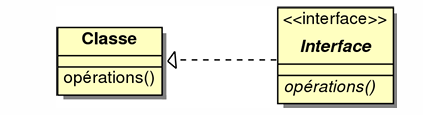 Classe
opérations()
<<interface>>
Interface
opérations()